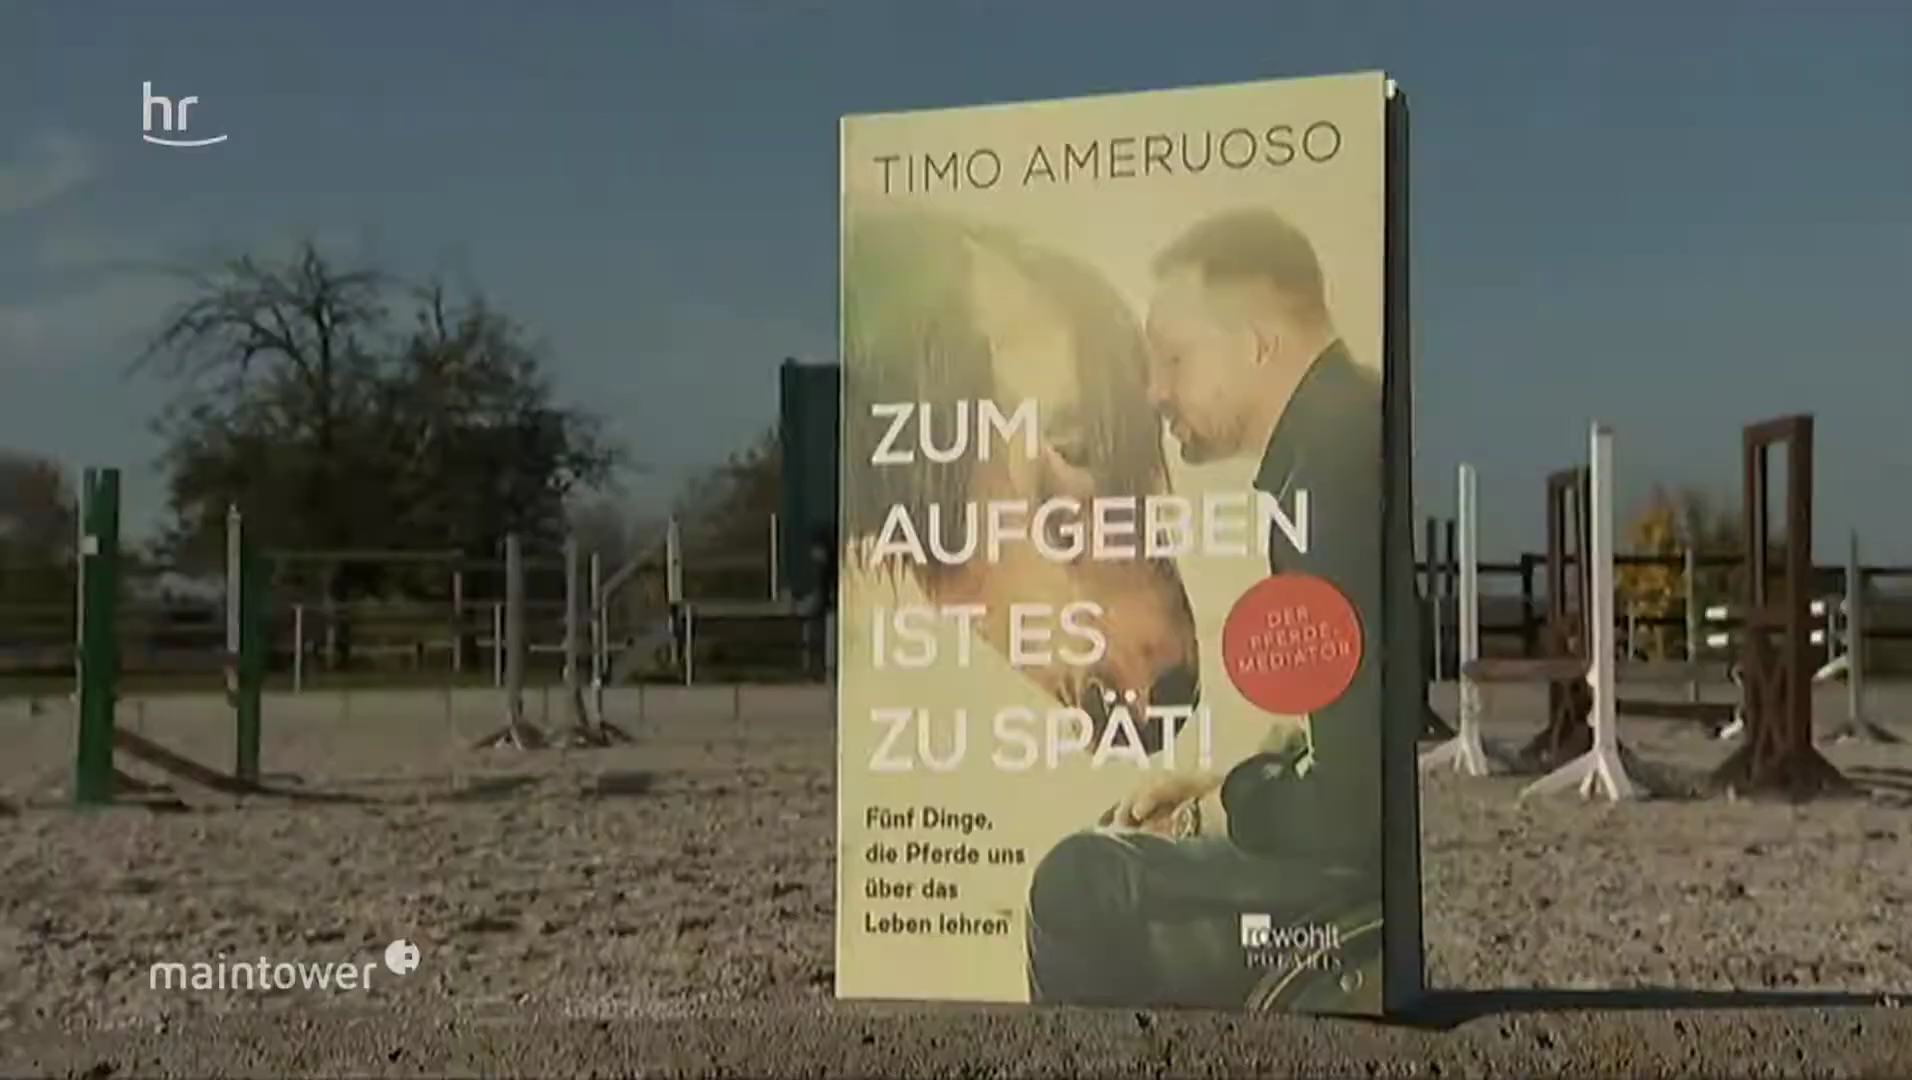 hr
TIMO AMERUOSO
ZUM
AUFGEBEN
IST ES
ZU SPÄT!
DER
PFERDE-
MEDIATOR
Fünf Dinge,
die Pferde uns
über das
Leben lehren
rowohlt
POLARIS
maintower